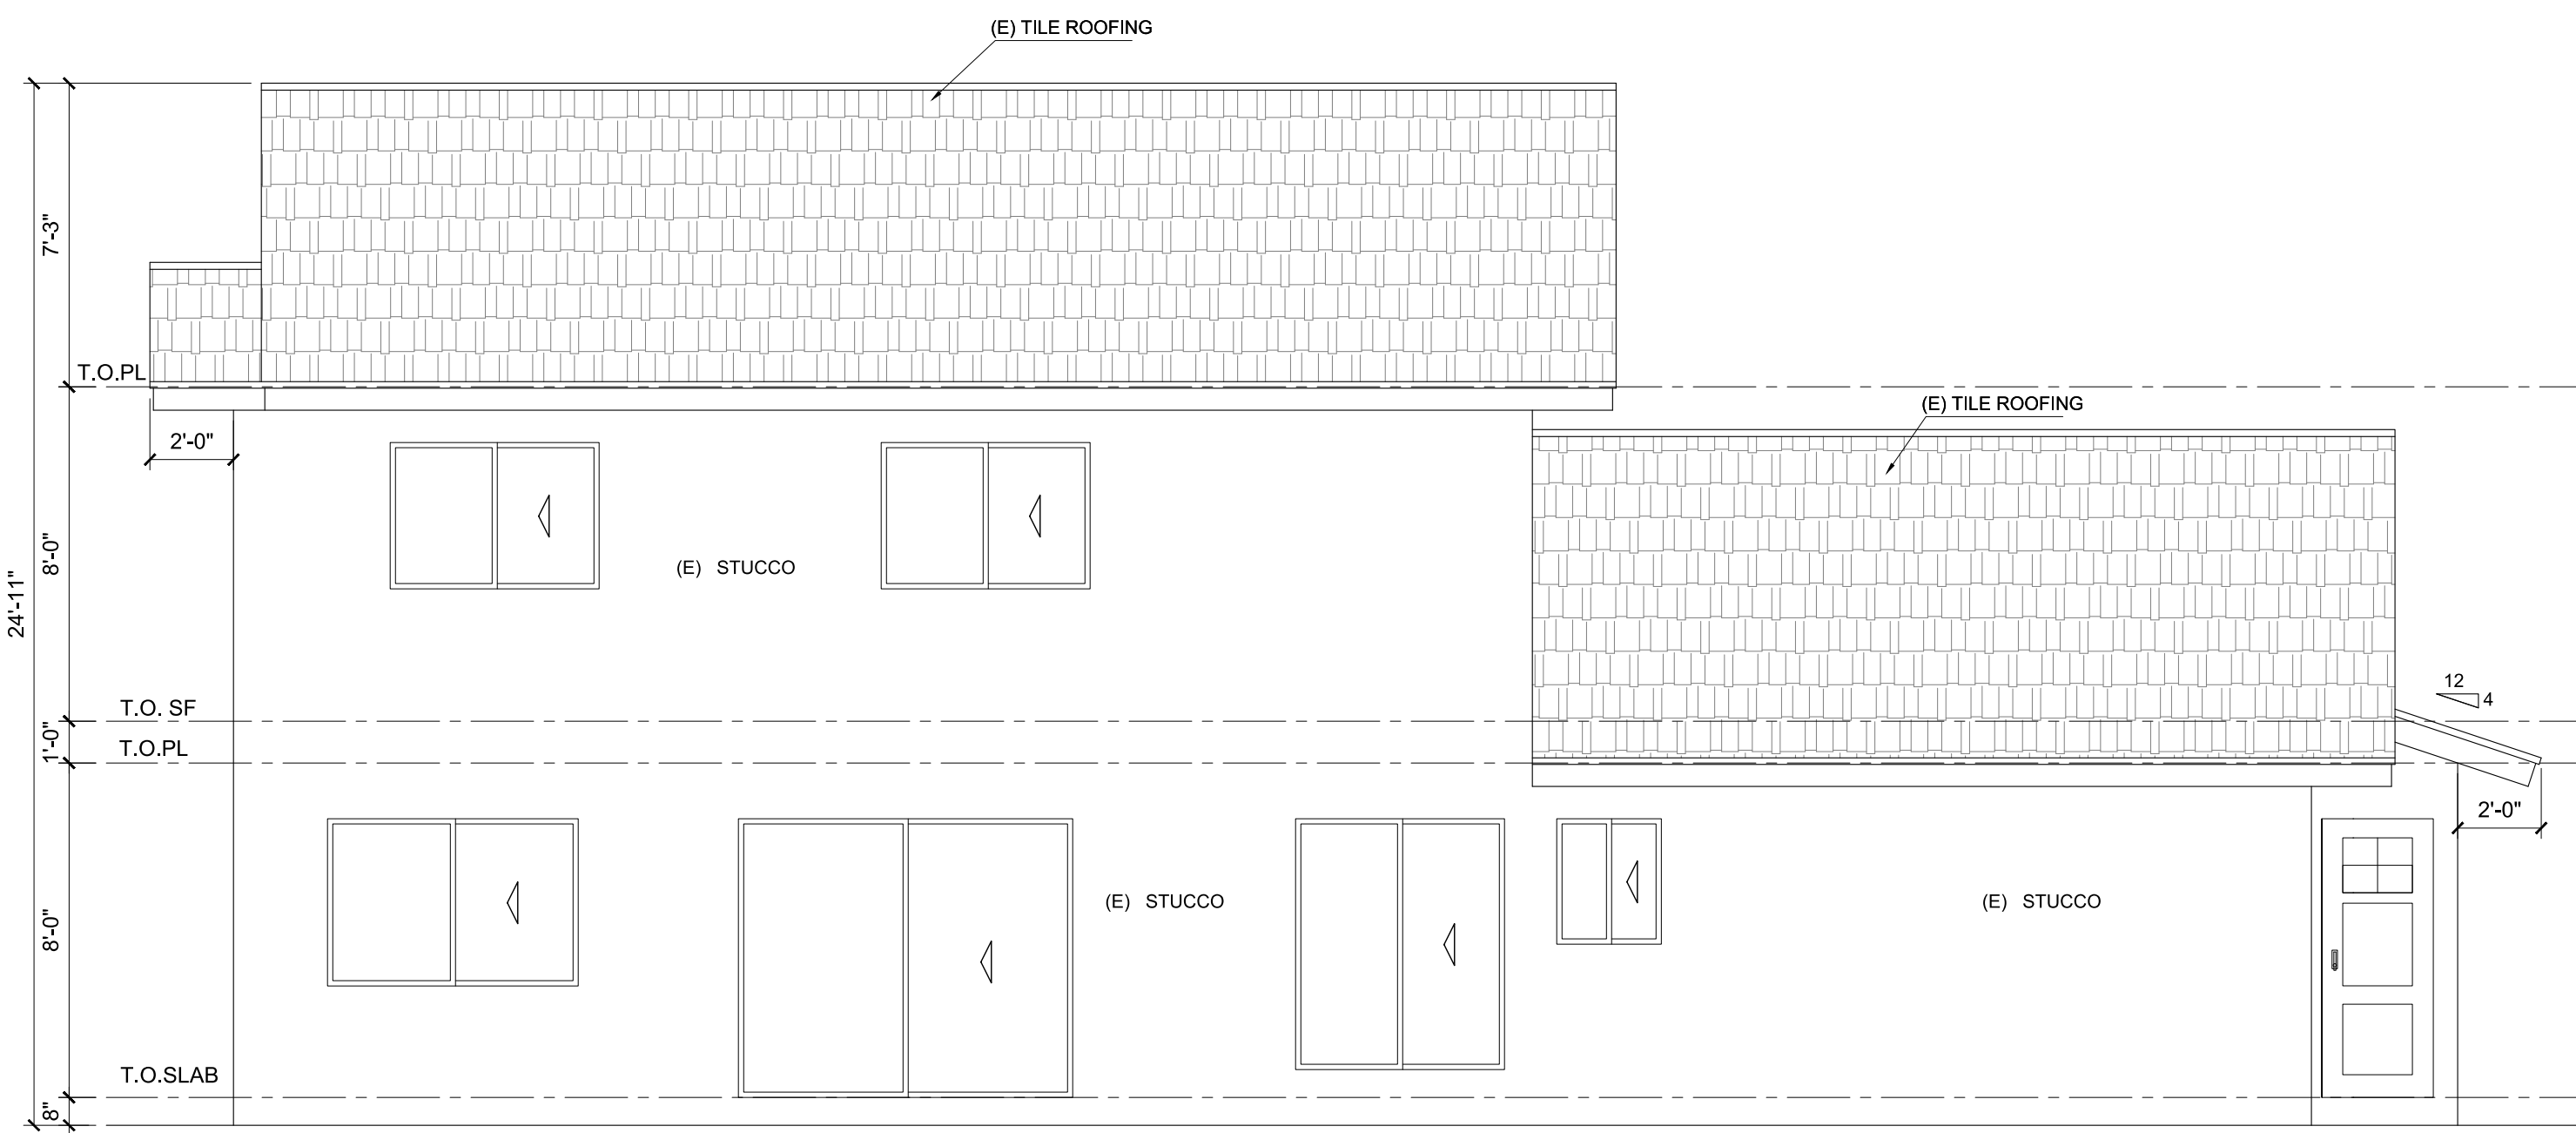 (E) TILE ROOFING
7'-3"
T.O.PL
(E) TILE ROOFING
2'-0"
8'-0"
(E) STUCCO
24'-11"
12
4
T.O. SF
1'-0"
T.O.PL
2'-0"
8'-0"
(E) STUCCO
(E) STUCCO
T.O.SLAB
8"